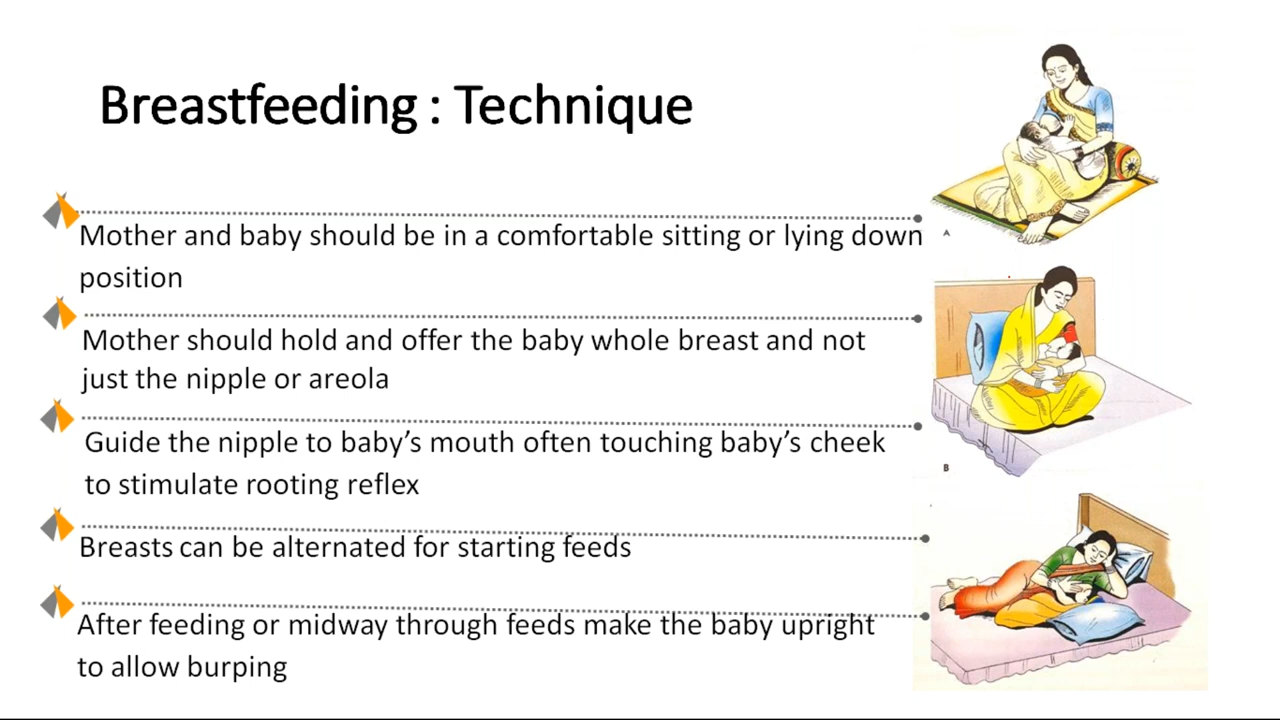 Breastfeeding : Technique
Mother and baby should be in a comfortable sitting or lying down
position
Mother should hold and offer the baby whole breast and not
just the nipple or areola
Guide the nipple to baby’s mouth often touching baby’s cheek
to stimulate rooting reflex
Breasts can be alternated for starting feeds
After feeding or midway through feeds make the baby upright
to allow burping
A
B